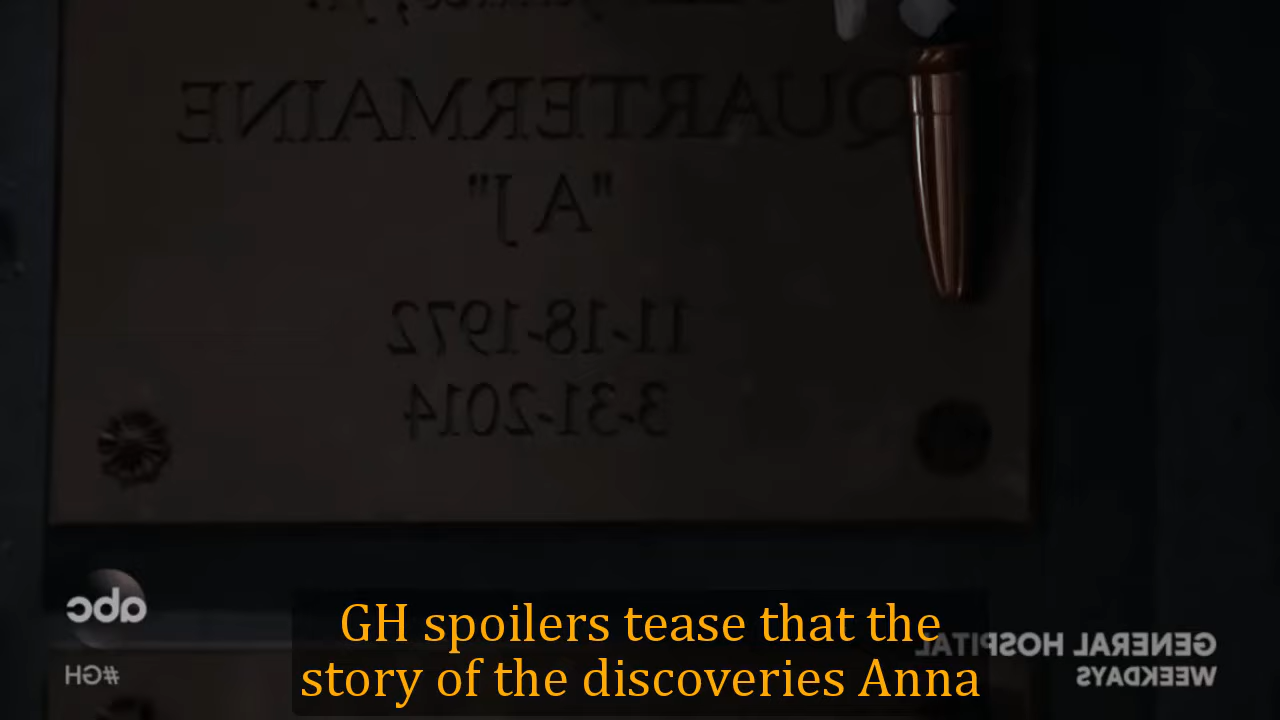 QUARTERMAINE
"A J"
11-18-1972
3-31-2014
abc
#GH
GENERAL HOSPITAL
WEEKDAYS
GH spoilers tease that the
story of the discoveries Anna